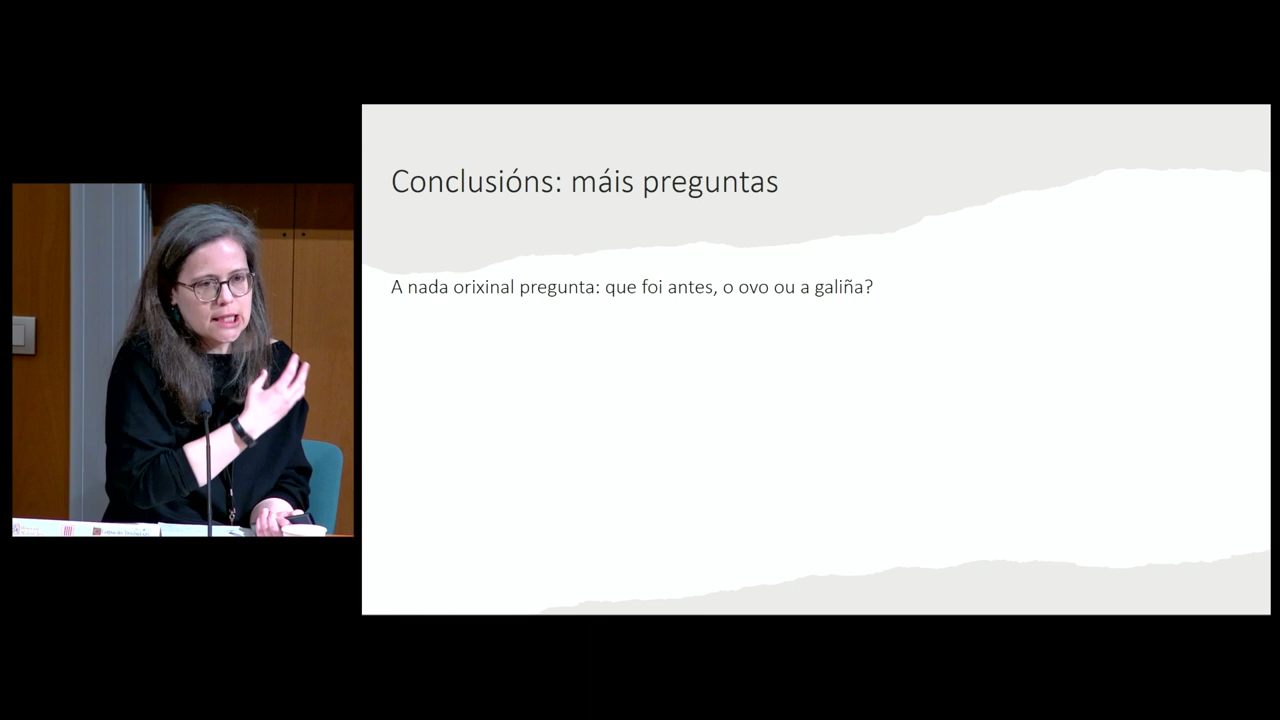 Conclusións: máis preguntas
A nada orixinal pregunta: que foi antes, o ovo ou a galiña?